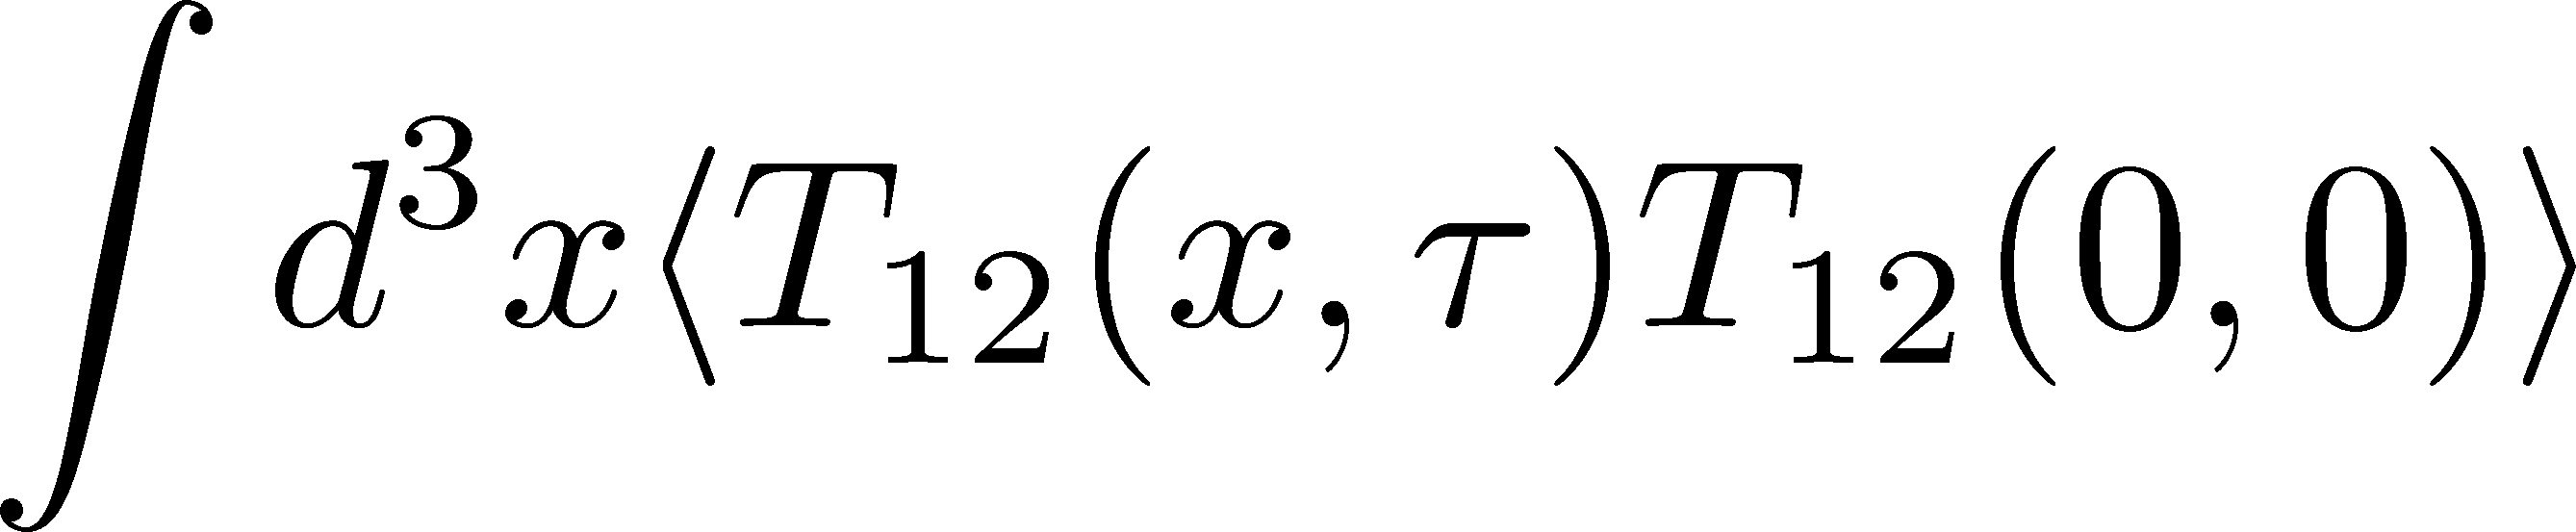 ∫ d³x⟨T₁₂(x, τ)T₁₂(0, 0)⟩